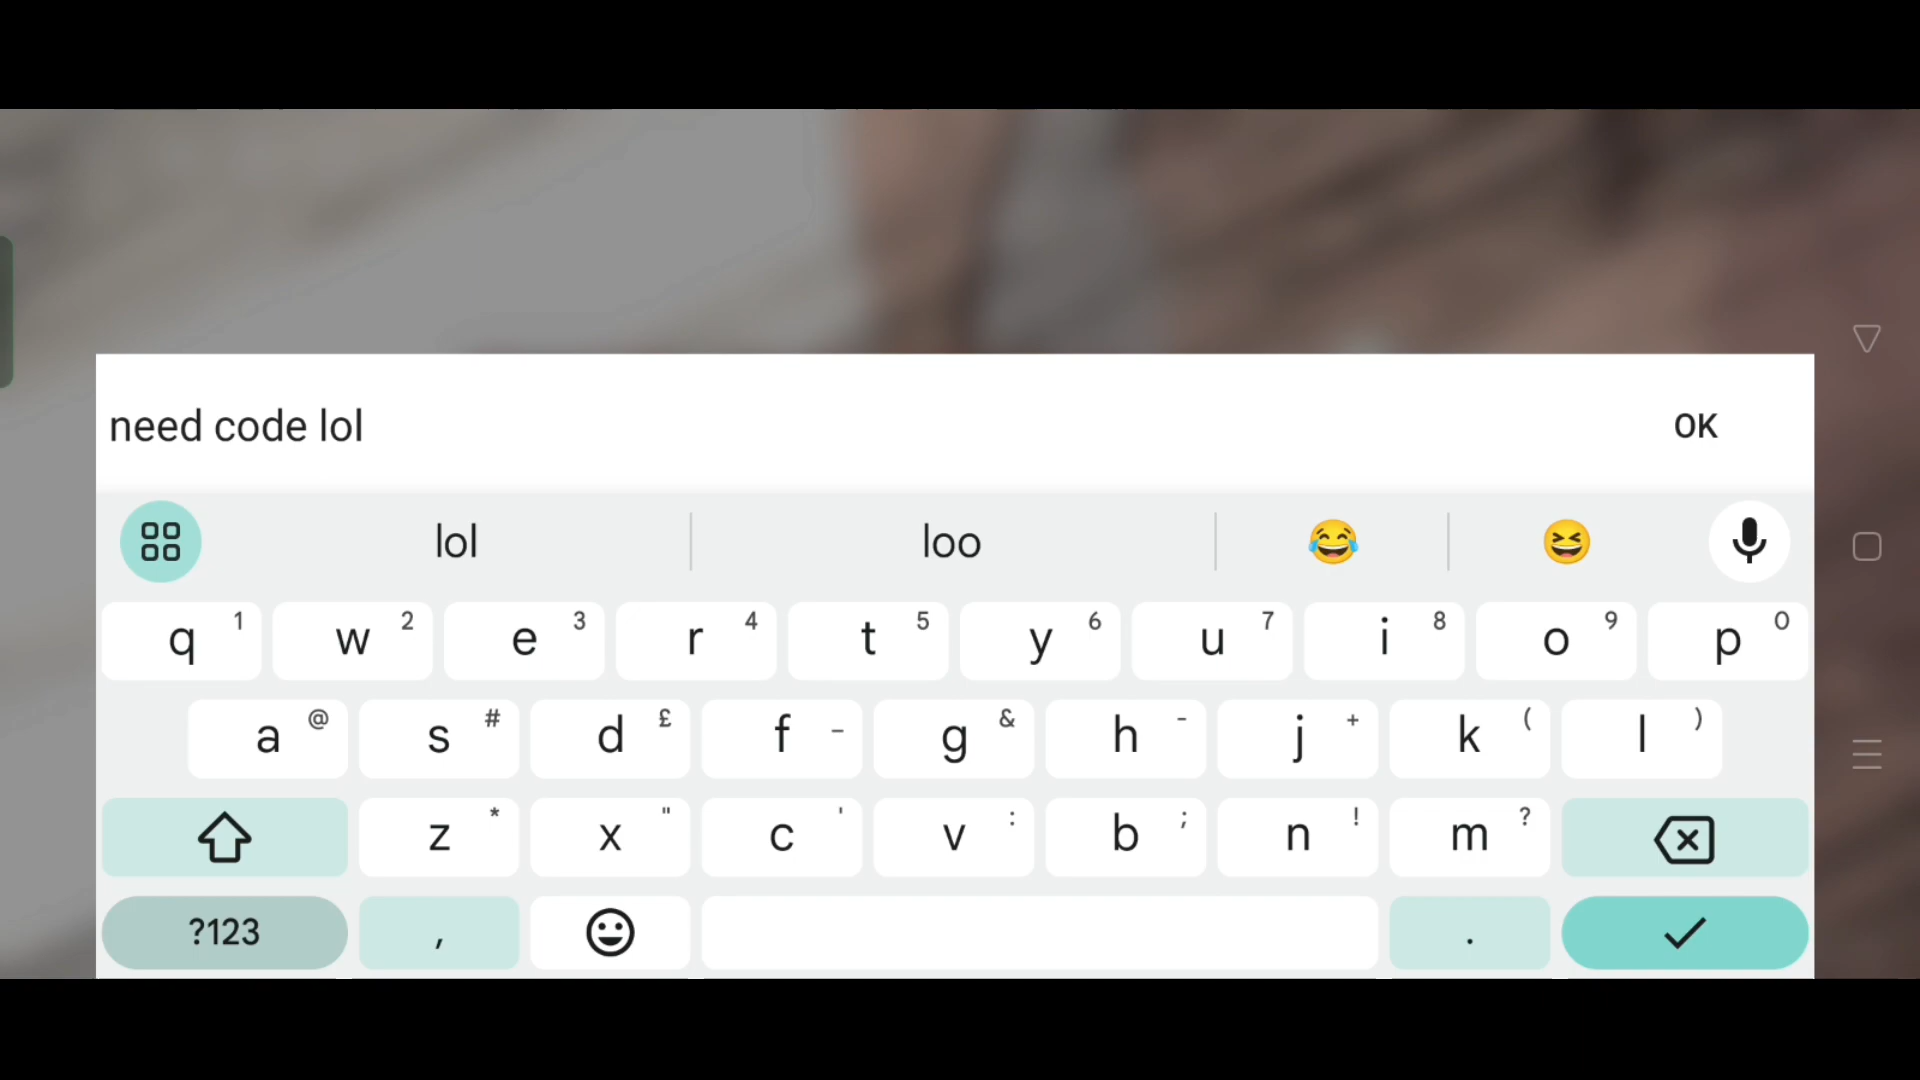 need code lol
OK
lol loo 😂 😆
q 1 w 2 e 3 r 4 t 5 y 6 u 7 i 8 o 9 p 0
a @ s # d £ f _ g & h - j + k ( l )
z * x " c ' v : b ; n ! m ?
?123 , .